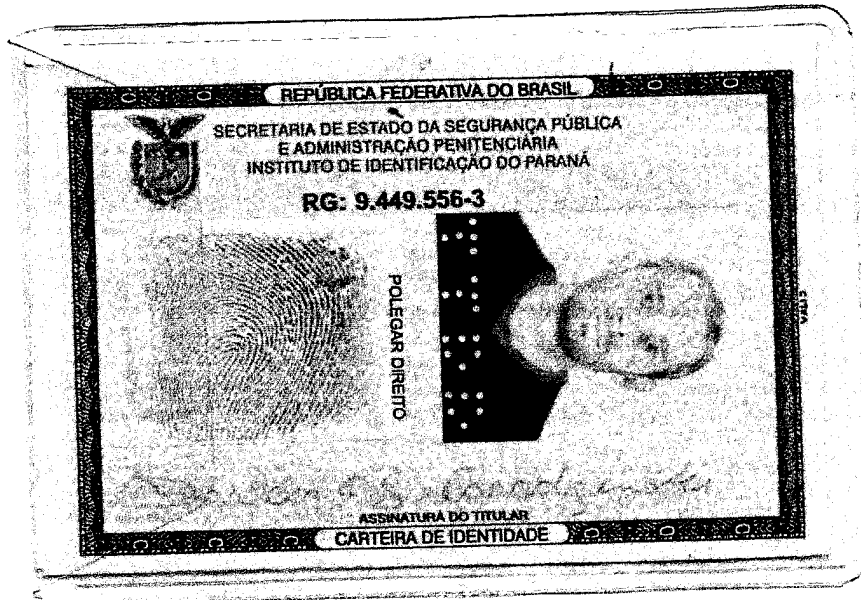 REPÚBLICA FEDERATIVA DO BRASIL
SECRETARIA DE ESTADO DA SEGURANÇA PÚBLICA
E ADMINISTRAÇÃO PENITENCIÁRIA
INSTITUTO DE IDENTIFICAÇÃO DO PARANÁ
RG: 9.449.556-3
POLEGAR DIREITO
ASSINATURA DO TITULAR
CARTEIRA DE IDENTIDADE